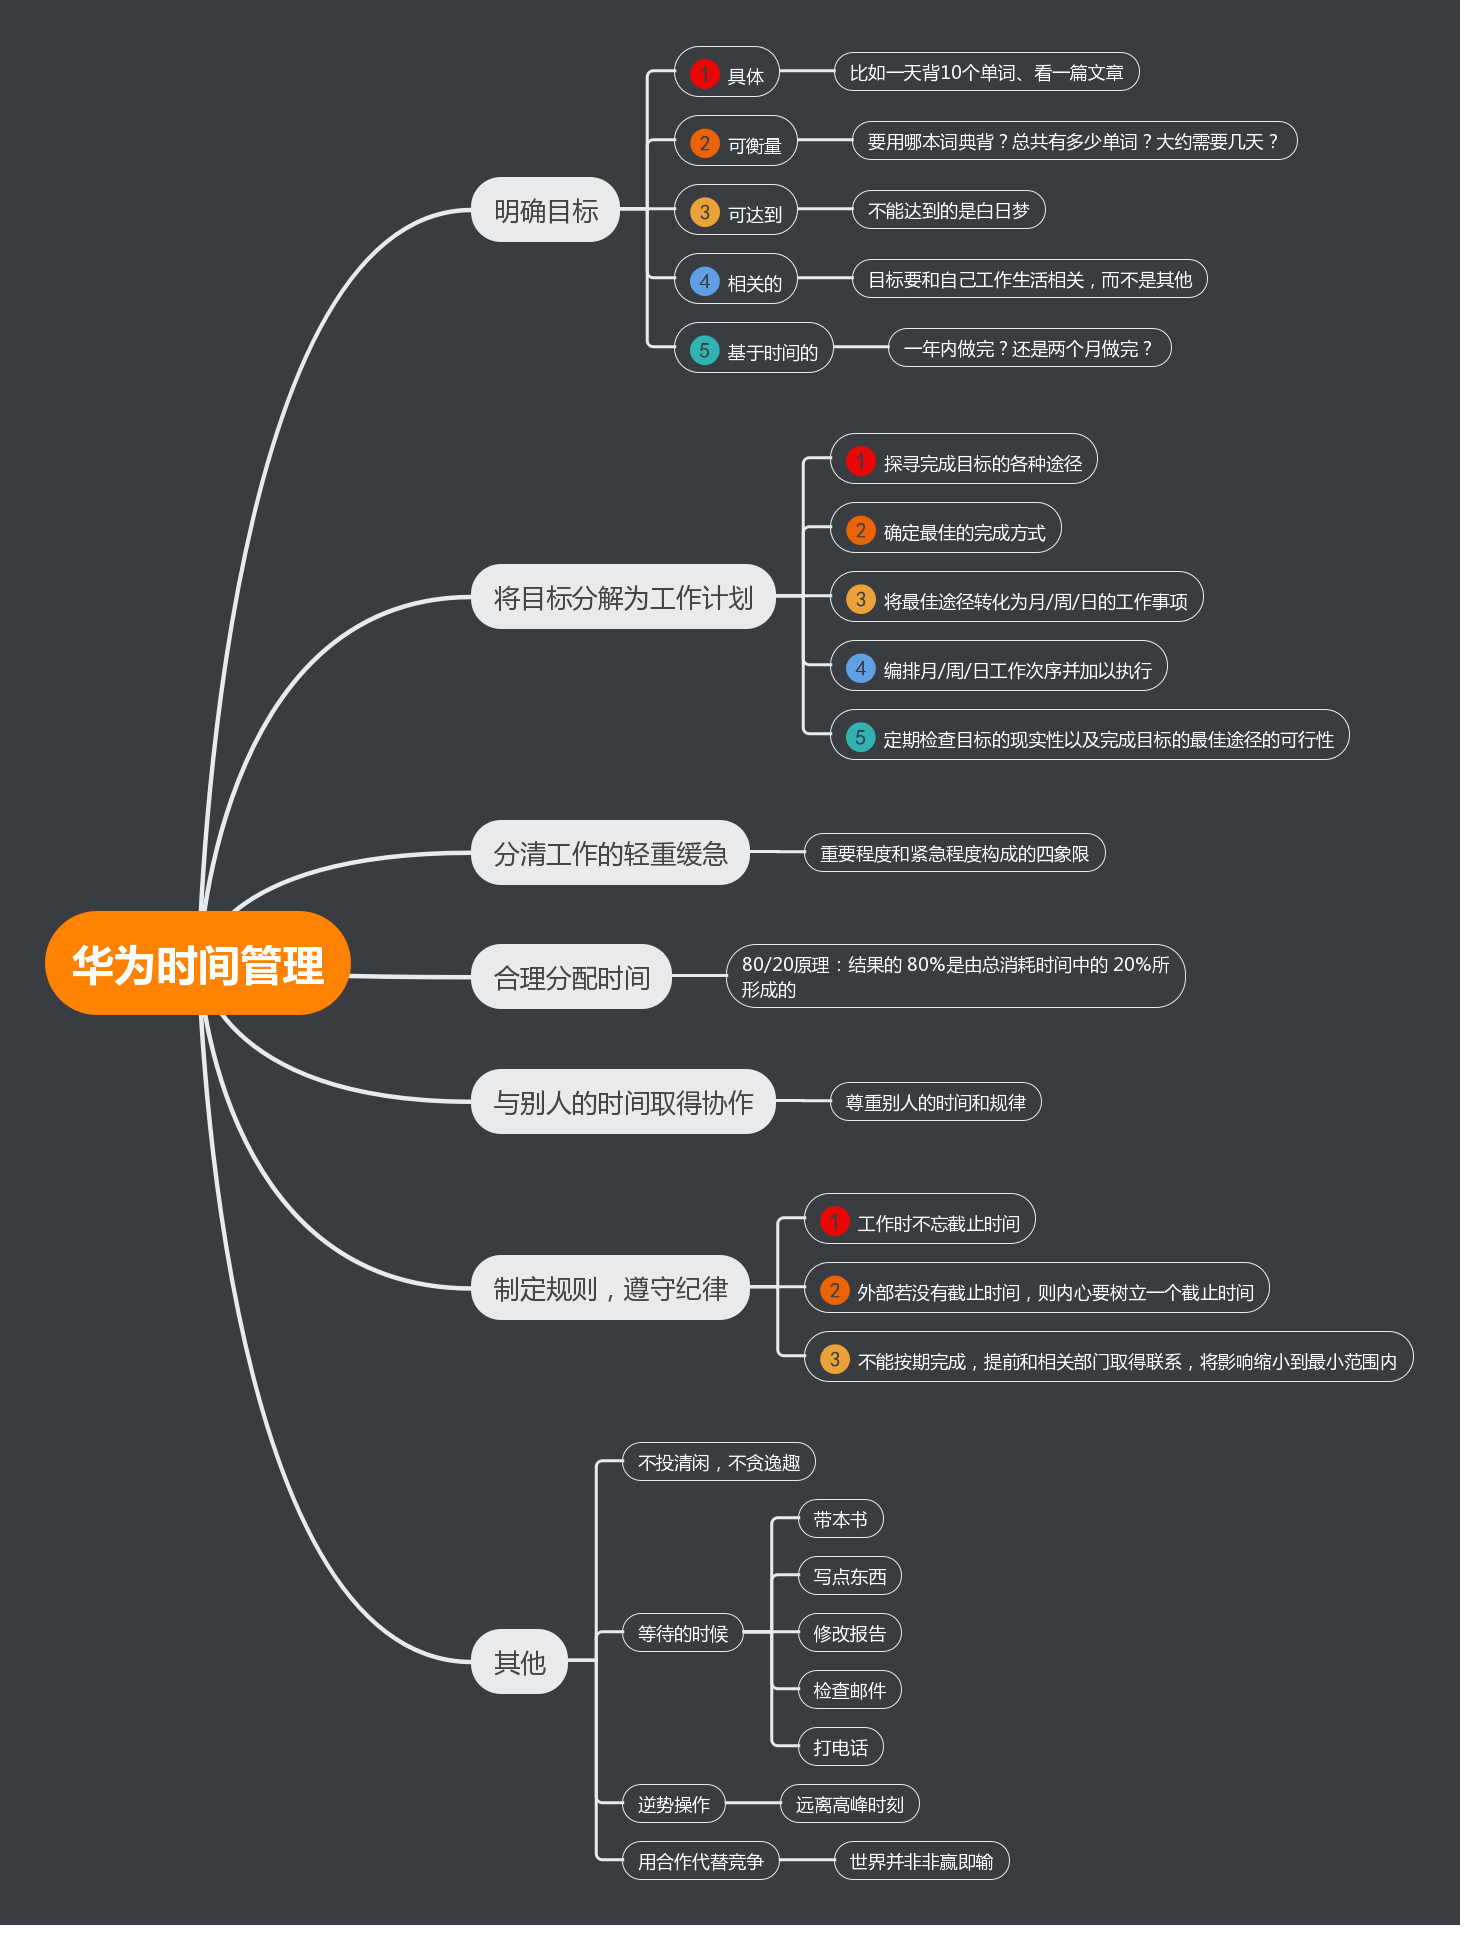 华为时间管理
明确目标
1 具体
比如一天背10个单词、看一篇文章
2 可衡量
要用哪本词典背？总共有多少单词？大约需要几天？
3 可达到
不能达到的是白日梦
4 相关的
目标要和自己工作生活相关，而不是其他
5 基于时间的
一年内做完？还是两个月做完？
将目标分解为工作计划
1 探寻完成目标的各种途径
2 确定最佳的完成方式
3 将最佳途径转化为月/周/日的工作事项
4 编排月/周/日工作次序并加以执行
5 定期检查目标的现实性以及完成目标的最佳途径的可行性
分清工作的轻重缓急
重要程度和紧急程度构成的四象限
合理分配时间
80/20原理：结果的 80%是由总消耗时间中的 20%所
形成的
与别人的时间取得协作
尊重别人的时间和规律
制定规则，遵守纪律
1 工作时不忘截止时间
2 外部若没有截止时间，则内心要树立一个截止时间
3 不能按期完成，提前和相关部门取得联系，将影响缩小到最小范围内
其他
不投清闲，不贪逸趣
等待的时候
带本书
写点东西
修改报告
检查邮件
打电话
逆势操作
远离高峰时刻
用合作代替竞争
世界并非非赢即输